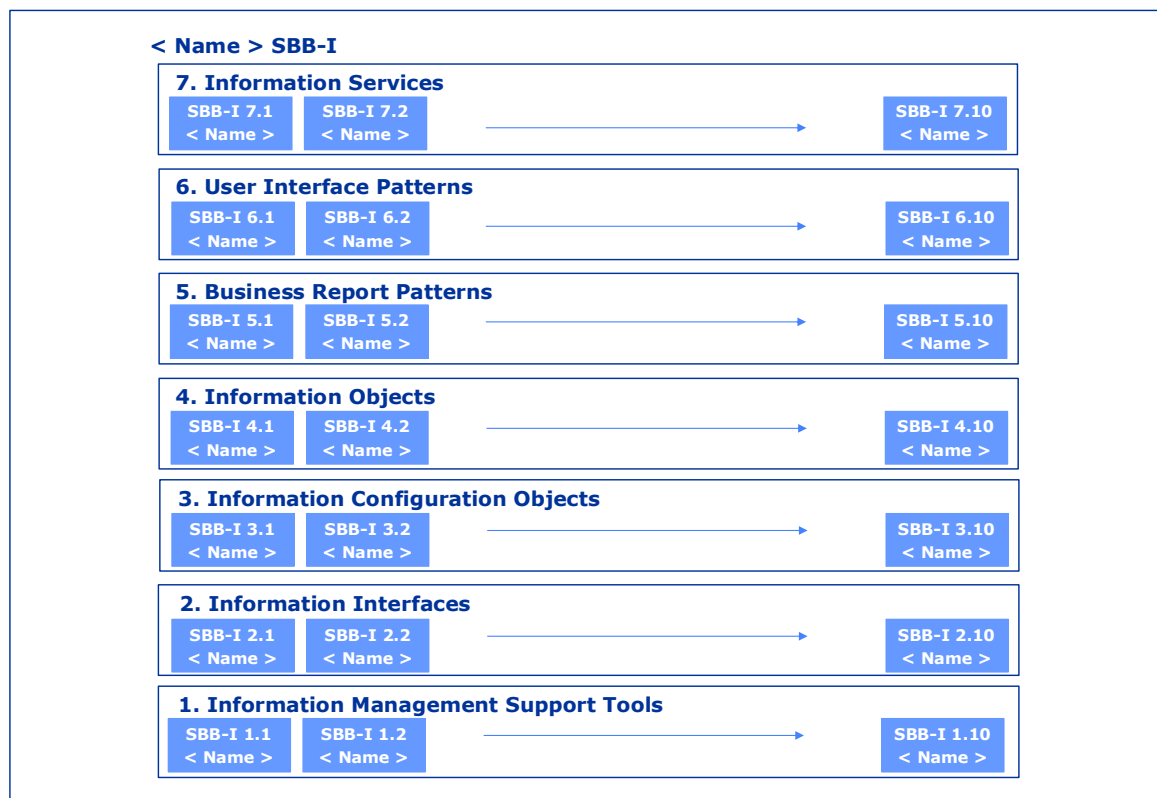 < Name > SBB-I
7. Information Services
SBB-I 7.1
< Name >
SBB-I 7.2
< Name >
SBB-I 7.10
< Name >
6. User Interface Patterns
SBB-I 6.1
< Name >
SBB-I 6.2
< Name >
SBB-I 6.10
< Name >
5. Business Report Patterns
SBB-I 5.1
< Name >
SBB-I 5.2
< Name >
SBB-I 5.10
< Name >
4. Information Objects
SBB-I 4.1
< Name >
SBB-I 4.2
< Name >
SBB-I 4.10
< Name >
3. Information Configuration Objects
SBB-I 3.1
< Name >
SBB-I 3.2
< Name >
SBB-I 3.10
< Name >
2. Information Interfaces
SBB-I 2.1
< Name >
SBB-I 2.2
< Name >
SBB-I 2.10
< Name >
1. Information Management Support Tools
SBB-I 1.1
< Name >
SBB-I 1.2
< Name >
SBB-I 1.10
< Name >